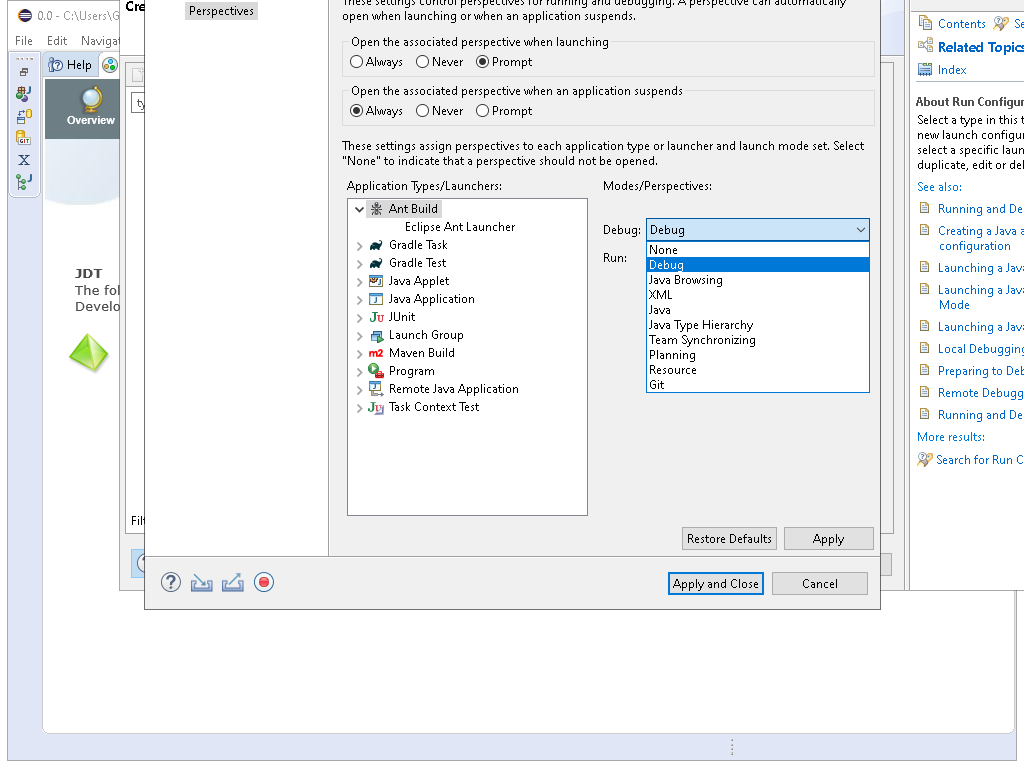 0.0 - C:\Users\G
File Edit Navigat
Help
Overview
JDT
The fol
Develo
Cre
ty
Filt
Perspectives
These settings control perspectives for running and debugging. A perspective can automatically
open when launching or when an application suspends.
Open the associated perspective when launching
Always Never Prompt
Open the associated perspective when an application suspends
Always Never Prompt
These settings assign perspectives to each application type or launcher and launch mode set. Select
"None" to indicate that a perspective should not be opened.
Application Types/Launchers:
Ant Build
Eclipse Ant Launcher
Gradle Task
Gradle Test
Java Applet
Java Application
JUnit
Launch Group
Maven Build
Program
Remote Java Application
Task Context Test
Modes/Perspectives:
Debug: Debug
Run:
None
Debug
Java Browsing
XML
Java
Java Type Hierarchy
Team Synchronizing
Planning
Resource
Git
Restore Defaults Apply
Apply and Close Cancel
Contents Se
Related Topics
Index
About Run Configur
Select a type in this t
new launch configur
select a specific laun
duplicate, edit or del
See also:
Running and De
Creating a Java a
configuration
Launching a Java
Launching a Java
Mode
Launching a Java
Local Debugging
Preparing to Deb
Remote Debugg
Running and De
More results:
Search for Run C